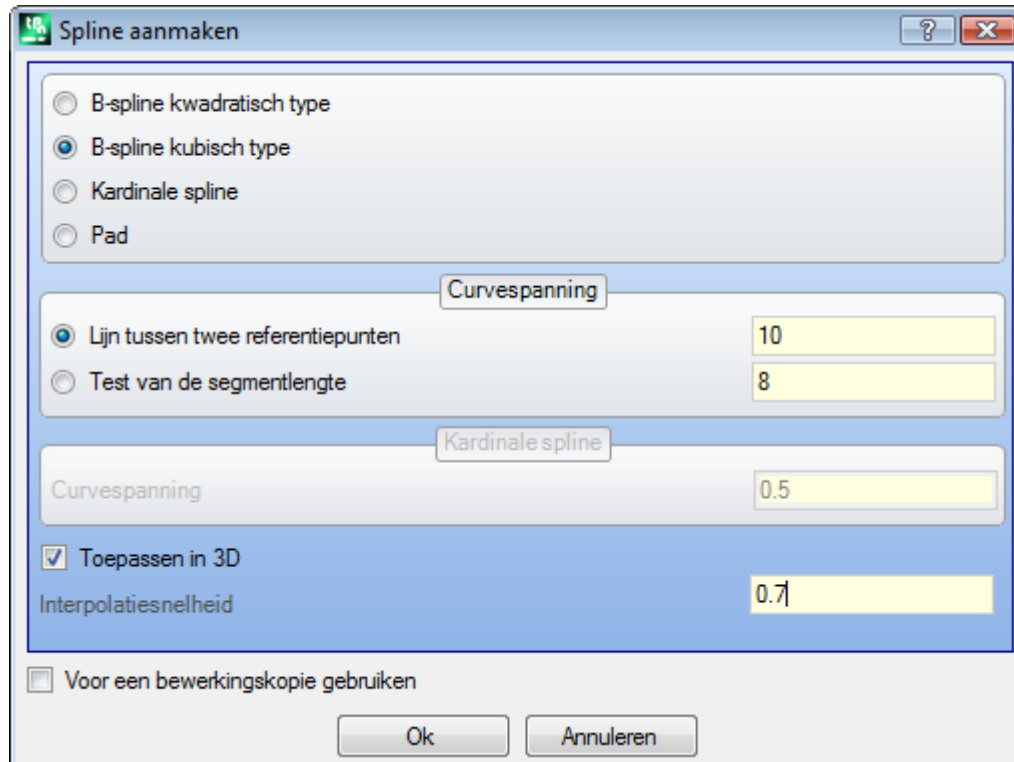 Spline aanmaken
B-spline kwadratisch type
B-spline kubisch type
Kardinale spline
Pad
Curvespanning
Lijn tussen twee referentiepunten 10
Test van de segmentlengte 8
Kardinale spline
Curvespanning 0.5
Toepassen in 3D
Interpolatiesnelheid 0.7
Voor een bewerkingskopie gebruiken
Ok Annuleren